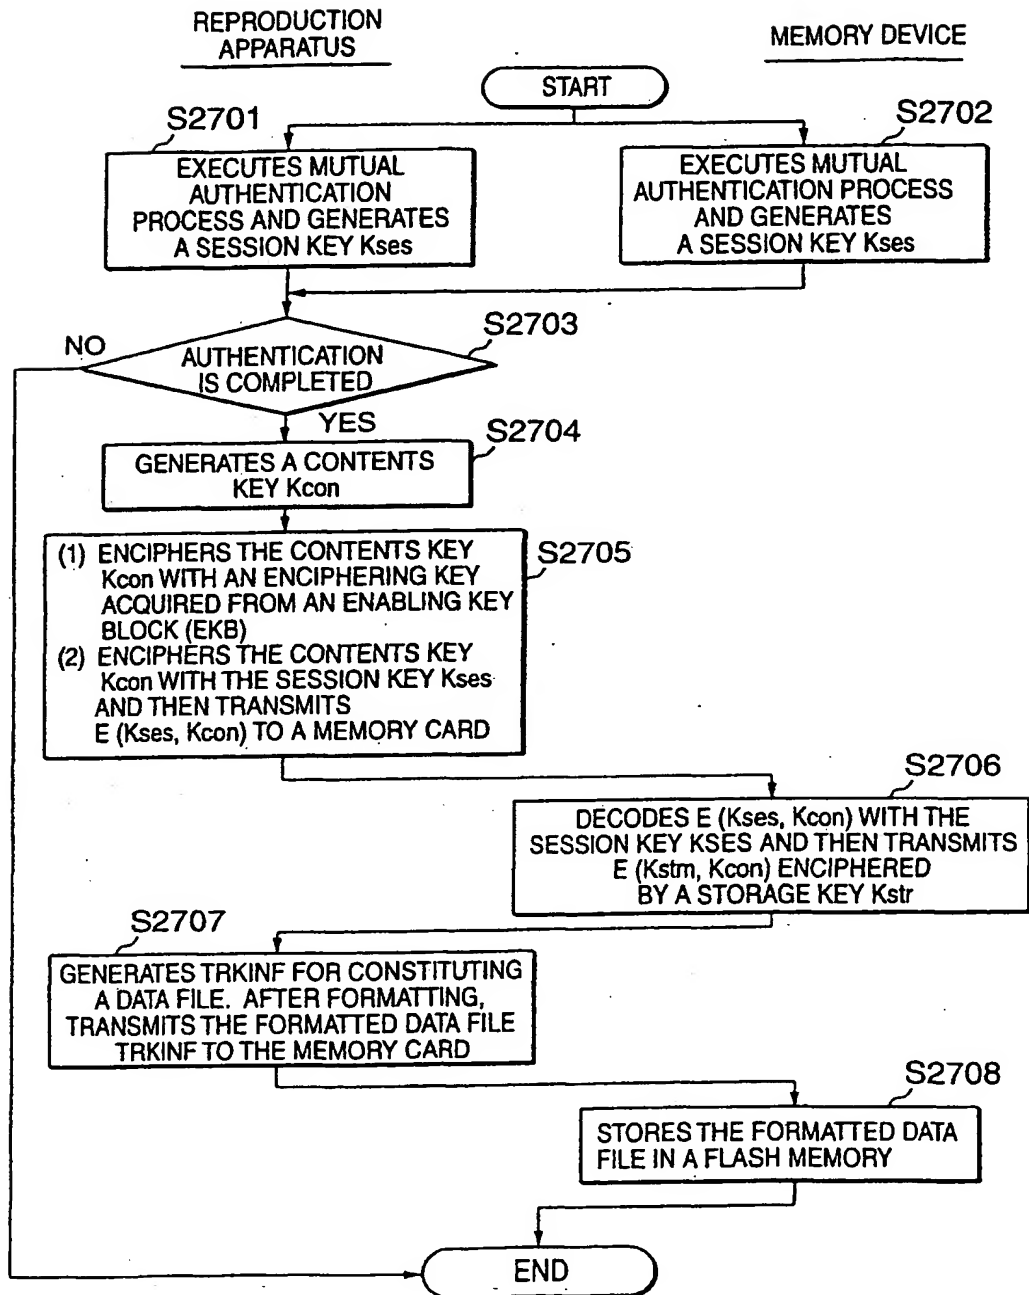 REPRODUCTION
APPARATUS
MEMORY DEVICE
START
S2701
S2702
EXECUTES MUTUAL
AUTHENTICATION
PROCESS AND GENERATES
A SESSION KEY Kses
EXECUTES MUTUAL
AUTHENTICATION PROCESS
AND GENERATES
A SESSION KEY Kses
S2703
NO
AUTHENTICATION
IS COMPLETED
YES
S2704
GENERATES A CONTENTS
KEY Kcon
S2705
(1) ENCIPHERS THE CONTENTS KEY
Kcon WITH AN ENCIPHERING KEY
ACQUIRED FROM AN ENABLING KEY
BLOCK (EKB)
(2) ENCIPHERS THE CONTENTS KEY
Kcon WITH THE SESSION KEY Kses
AND THEN TRANSMITS
E (Kses, Kcon) TO A MEMORY CARD
S2706
DECODES E (Kses, Kcon) WITH THE
SESSION KEY KSES AND THEN TRANSMITS
E (Kstm, Kcon) ENCIPHERED
BY A STORAGE KEY Kstr
S2707
GENERATES TRKINF FOR CONSTITUTING
A DATA FILE. AFTER FORMATTING,
TRANSMITS THE FORMATTED DATA FILE
TRKINF TO THE MEMORY CARD
S2708
STORES THE FORMATTED DATA
FILE IN A FLASH MEMORY
END